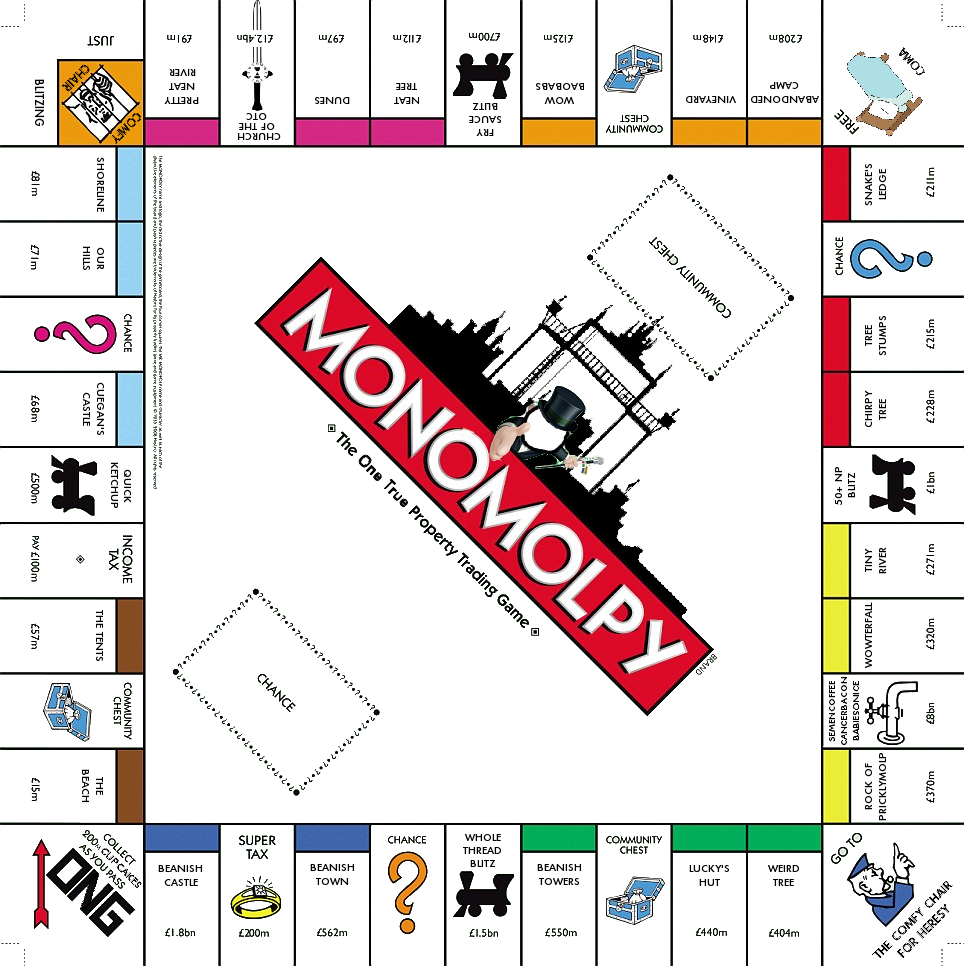 JUST
BLITZING
COMFY
CHAIR
PRETTY
NEAT
RIVER
£91m
CHURCH
OF THE
OTC
£12.4bn
DUNES
£97m
NEAT
TREE
£112m
FRY
SAUCE
BLITZ
£700m
WOW
BAOBABS
£125m
COMMUNITY
CHEST
VINEYARD
£148m
ABANDONED
CAMP
£208m
FREE
COMA
SNAKE'S
LEDGE
£211m
CHANCE
?
TREE
STUMPS
£215m
CHIRPY
TREE
£228m
50+ NP
BLITZ
£1bn
TINY
RIVER
£271m
WOWTERFALL
£320m
SEMENCOFFEE
CANCERBACON
BABIESONICE
£8bn
ROCK OF
PRICKLYMOLP
£370m
GO TO
THE COMFY CHAIR
FOR HERESY
WEIRD
TREE
£404m
LUCKY'S
HUT
£440m
COMMUNITY
CHEST
BEANISH
TOWERS
£550m
WHOLE
THREAD
BLITZ
£1.5bn
CHANCE
?
BEANISH
TOWN
£562m
SUPER
TAX
£200m
BEANISH
CASTLE
£1.8bn
COLLECT
200m CUPCAKES
AS YOU PASS
ONG
THE
BEACH
£15m
COMMUNITY
CHEST
THE TENTS
£57m
INCOME
TAX
PAY £100m
QUICK
KETCHUP
£500m
CUEGAN'S
CASTLE
£68m
CHANCE
?
OUR
HILLS
£71m
SHORELINE
£81m
COMMUNITY CHEST
MONOMOLPY
BRAND
The One True Property Trading Game
CHANCE